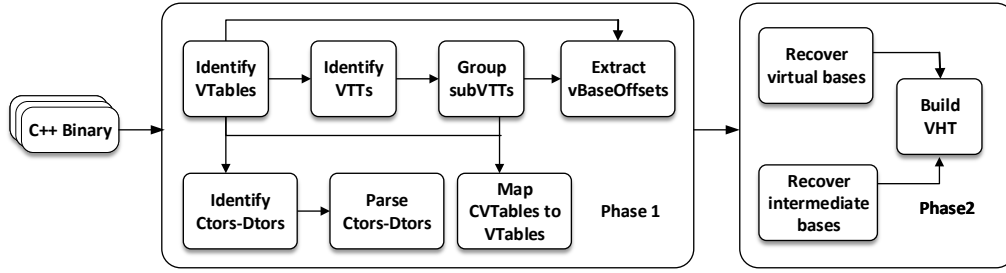 C++ Binary
Identify
VTables
Identify
VTTs
Group
subVTTs
Extract
vBaseOffsets
Identify
Ctors-Dtors
Parse
Ctors-Dtors
Map
CVTables to
VTables
Phase 1
Recover
virtual bases
Build
VHT
Recover
intermediate
bases
Phase2